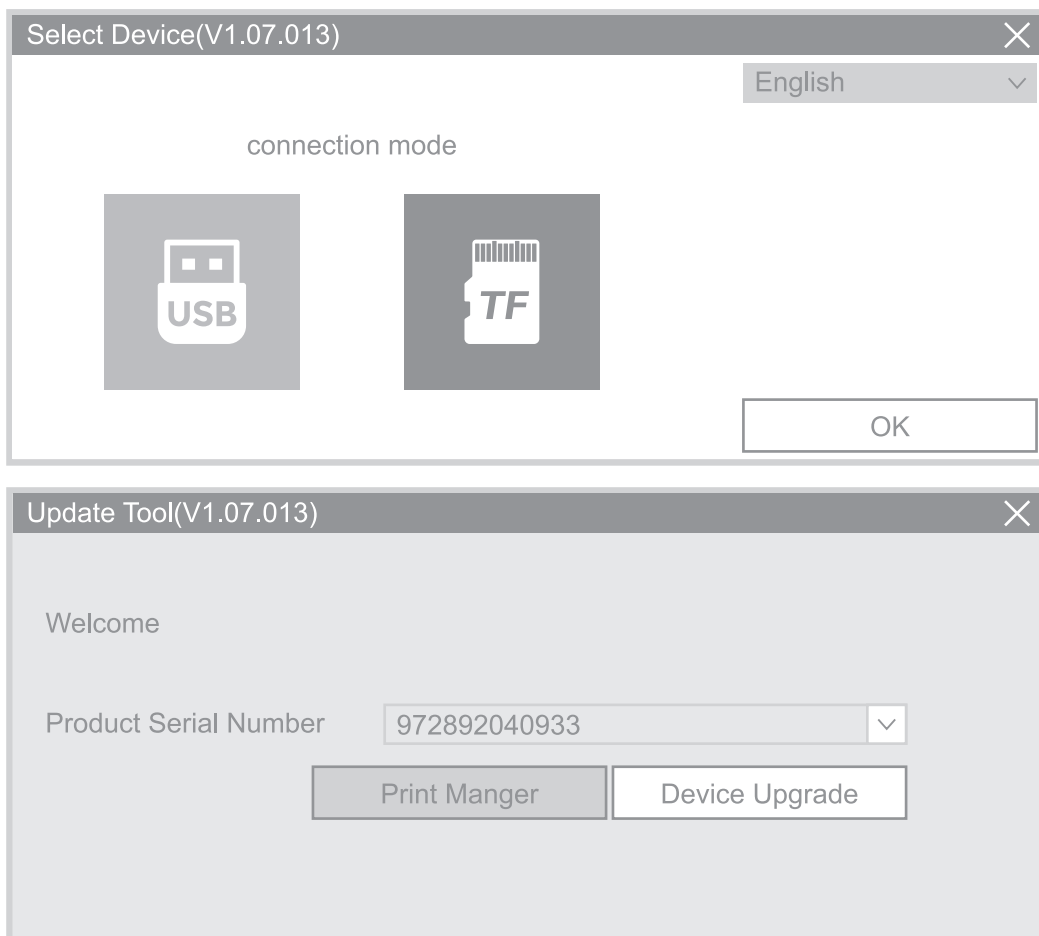 Select Device(V1.07.013)
English
connection mode
USB
TF
OK
Update Tool(V1.07.013)
Welcome
Product Serial Number 972892040933
Print Manger Device Upgrade